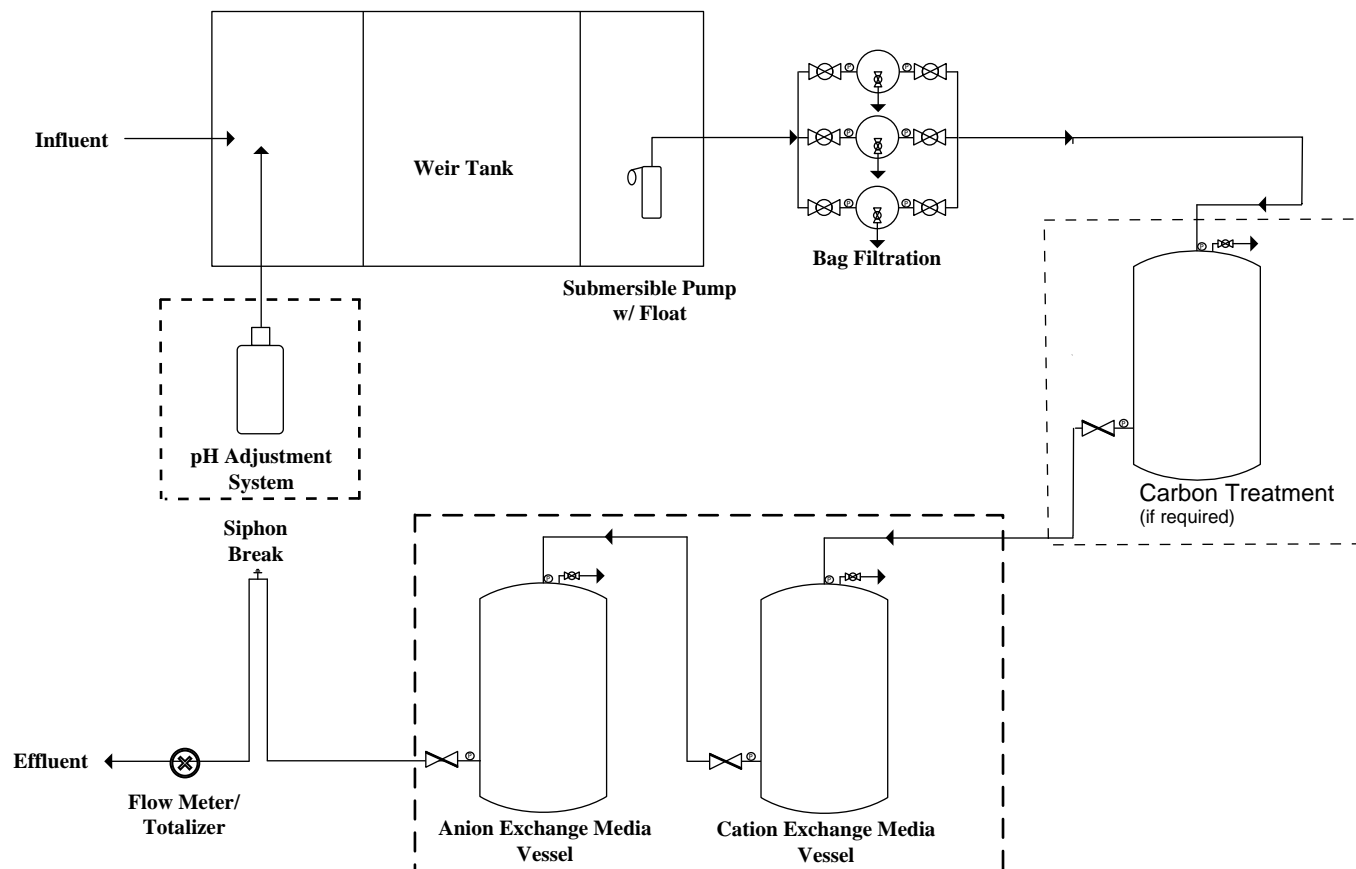 P P
Influent
P P
Weir Tank
P P
Bag Filtration
P
Submersible Pump
w/ Float
P
pH Adjustment
System
Carbon Treatment
(if required)
Siphon
Break
P P
P P
Effluent
Flow Meter/
Totalizer
Anion Exchange Media
Vessel
Cation Exchange Media
Vessel